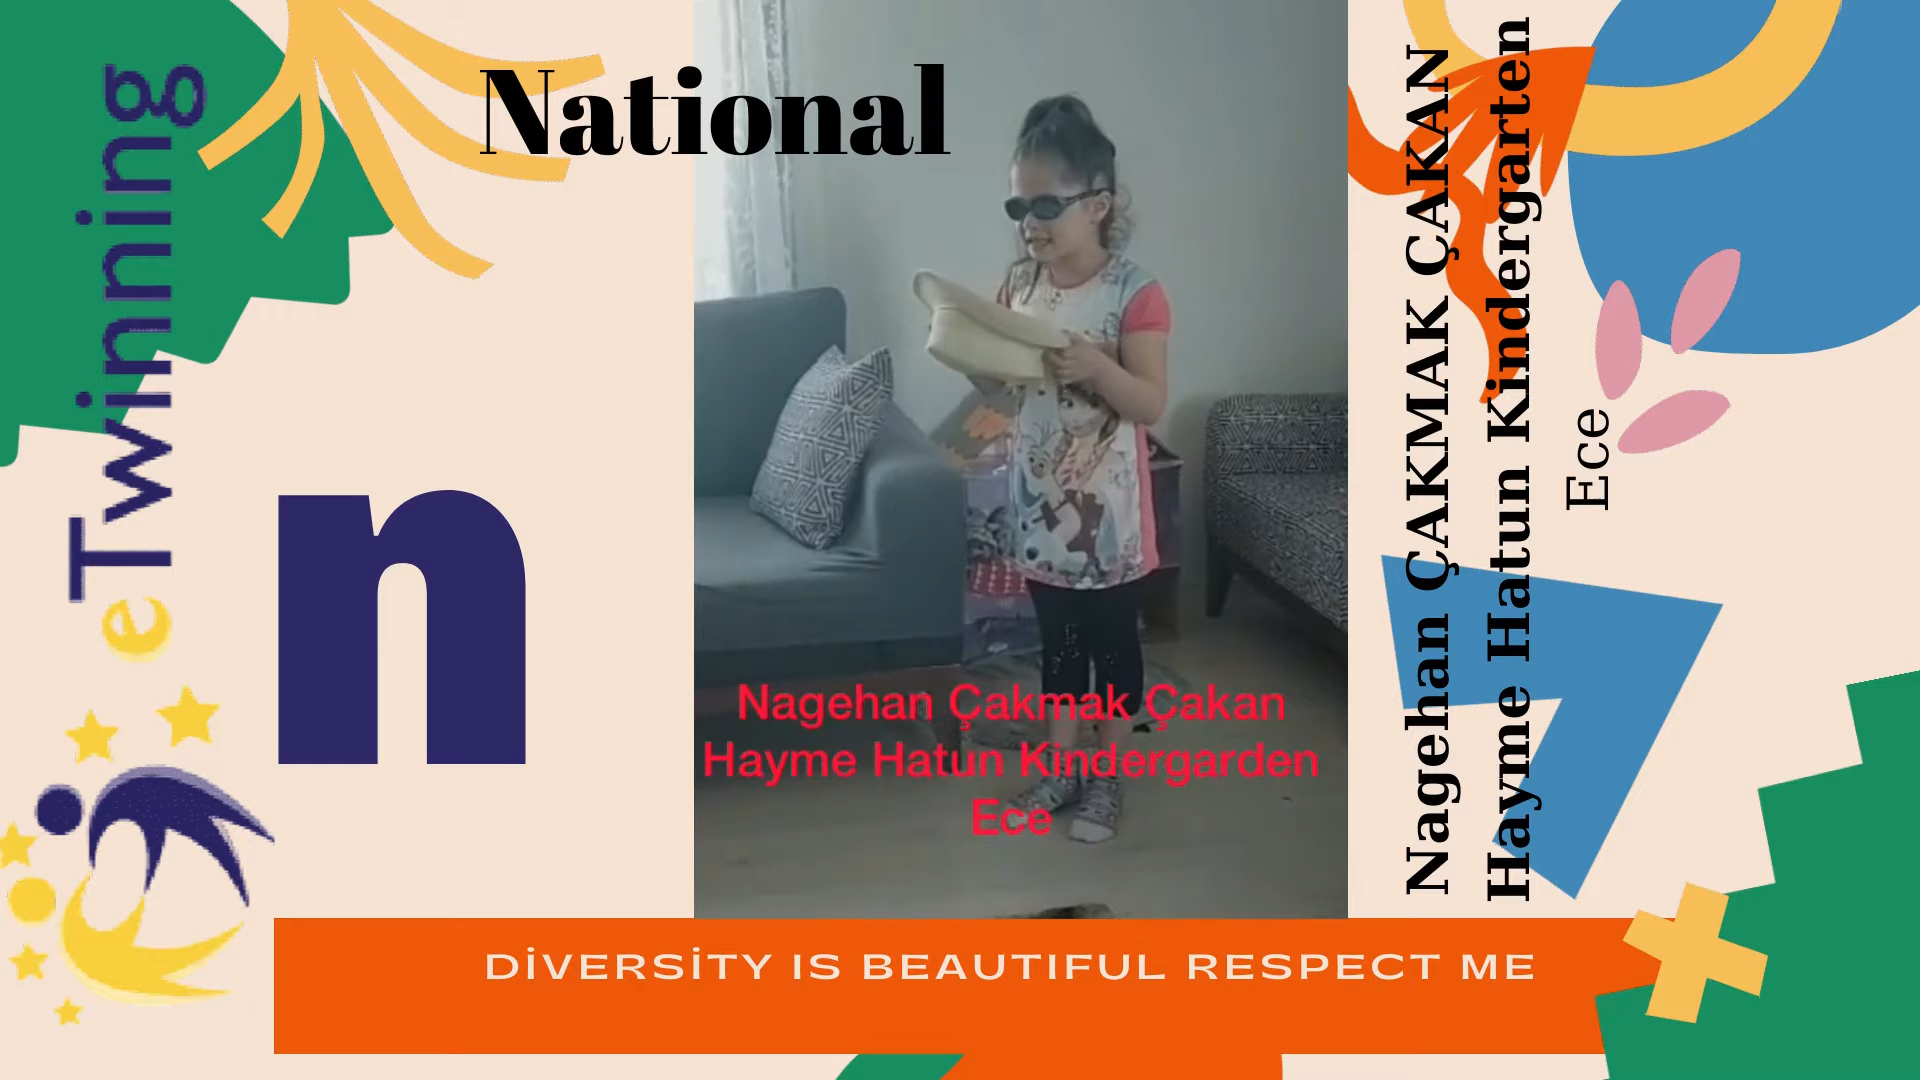 eTwinning
National
n
Nagehan ÇAKMAK ÇAKAN
Hayme Hatun Kindergarten
Ece
Nagehan Çakmak Çakan
Hayme Hatun Kindergarden
Ece
DİVERSİTY IS BEAUTIFUL RESPECT ME